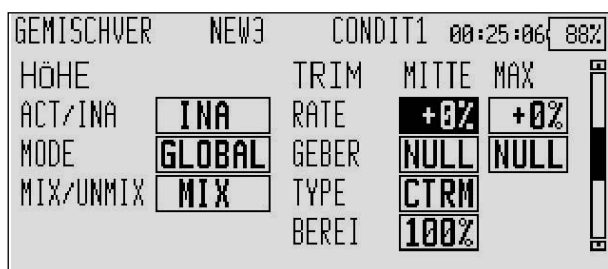 GEMISCHVER NEW3 CONDIT1 00:25:06 88%
HÖHE TRIM MITTE MAX
ACT/INA INA RATE +0% +0%
MODE GLOBAL GEBER NULL NULL
MIX/UNMIX MIX TYPE CTRM
BEREI 100%